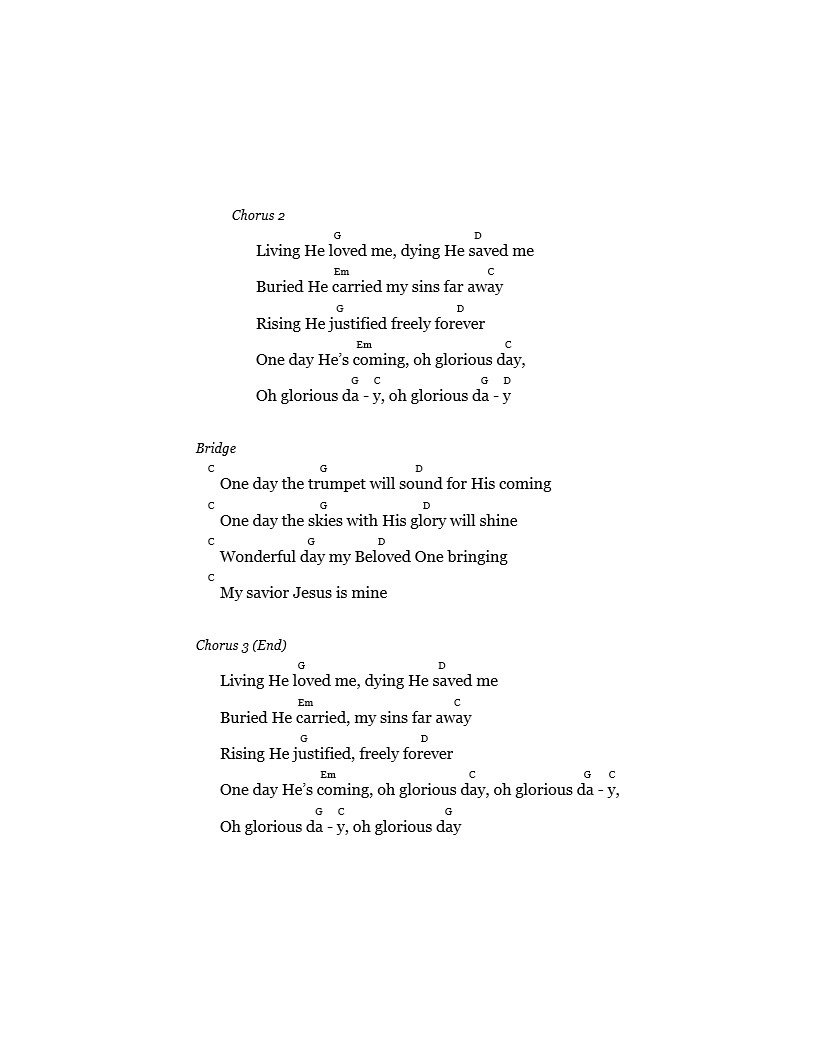 Chorus 2
G D
Living He loved me, dying He saved me
Em C
Buried He carried my sins far away
G D
Rising He justified freely forever
Em C
One day He’s coming, oh glorious day,
G C G D
Oh glorious da - y, oh glorious da - y
Bridge
C G D
One day the trumpet will sound for His coming
C G D
One day the skies with His glory will shine
C G D
Wonderful day my Beloved One bringing
C
My savior Jesus is mine
Chorus 3 (End)
G D
Living He loved me, dying He saved me
Em C
Buried He carried, my sins far away
G D
Rising He justified, freely forever
Em C G C
One day He’s coming, oh glorious day, oh glorious da - y,
G C G
Oh glorious da - y, oh glorious day